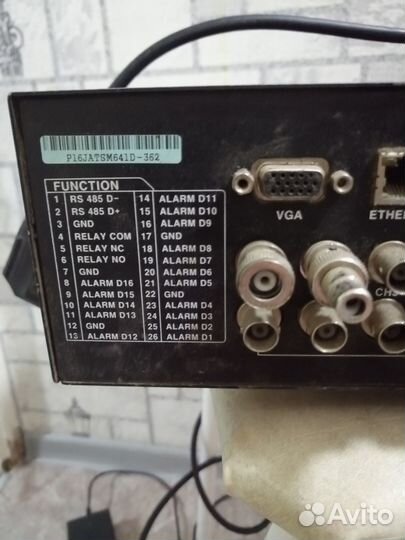 P16JATSM641D-362
FUNCTION
1 RS 485 D- 14 ALARM D11
2 RS 485 D+ 15 ALARM D10
3 GND 16 ALARM D9
4 RELAY COM 17 GND
5 RELAY NC 18 ALARM D8
6 RELAY NO 19 ALARM D7
7 GND 20 ALARM D6
8 ALARM D16 21 ALARM D5
9 ALARM D15 22 GND
10 ALARM D14 23 ALARM D4
11 ALARM D13 24 ALARM D3
12 GND 25 ALARM D2
13 ALARM D12 26 ALARM D1
VGA
ETHE
Avito